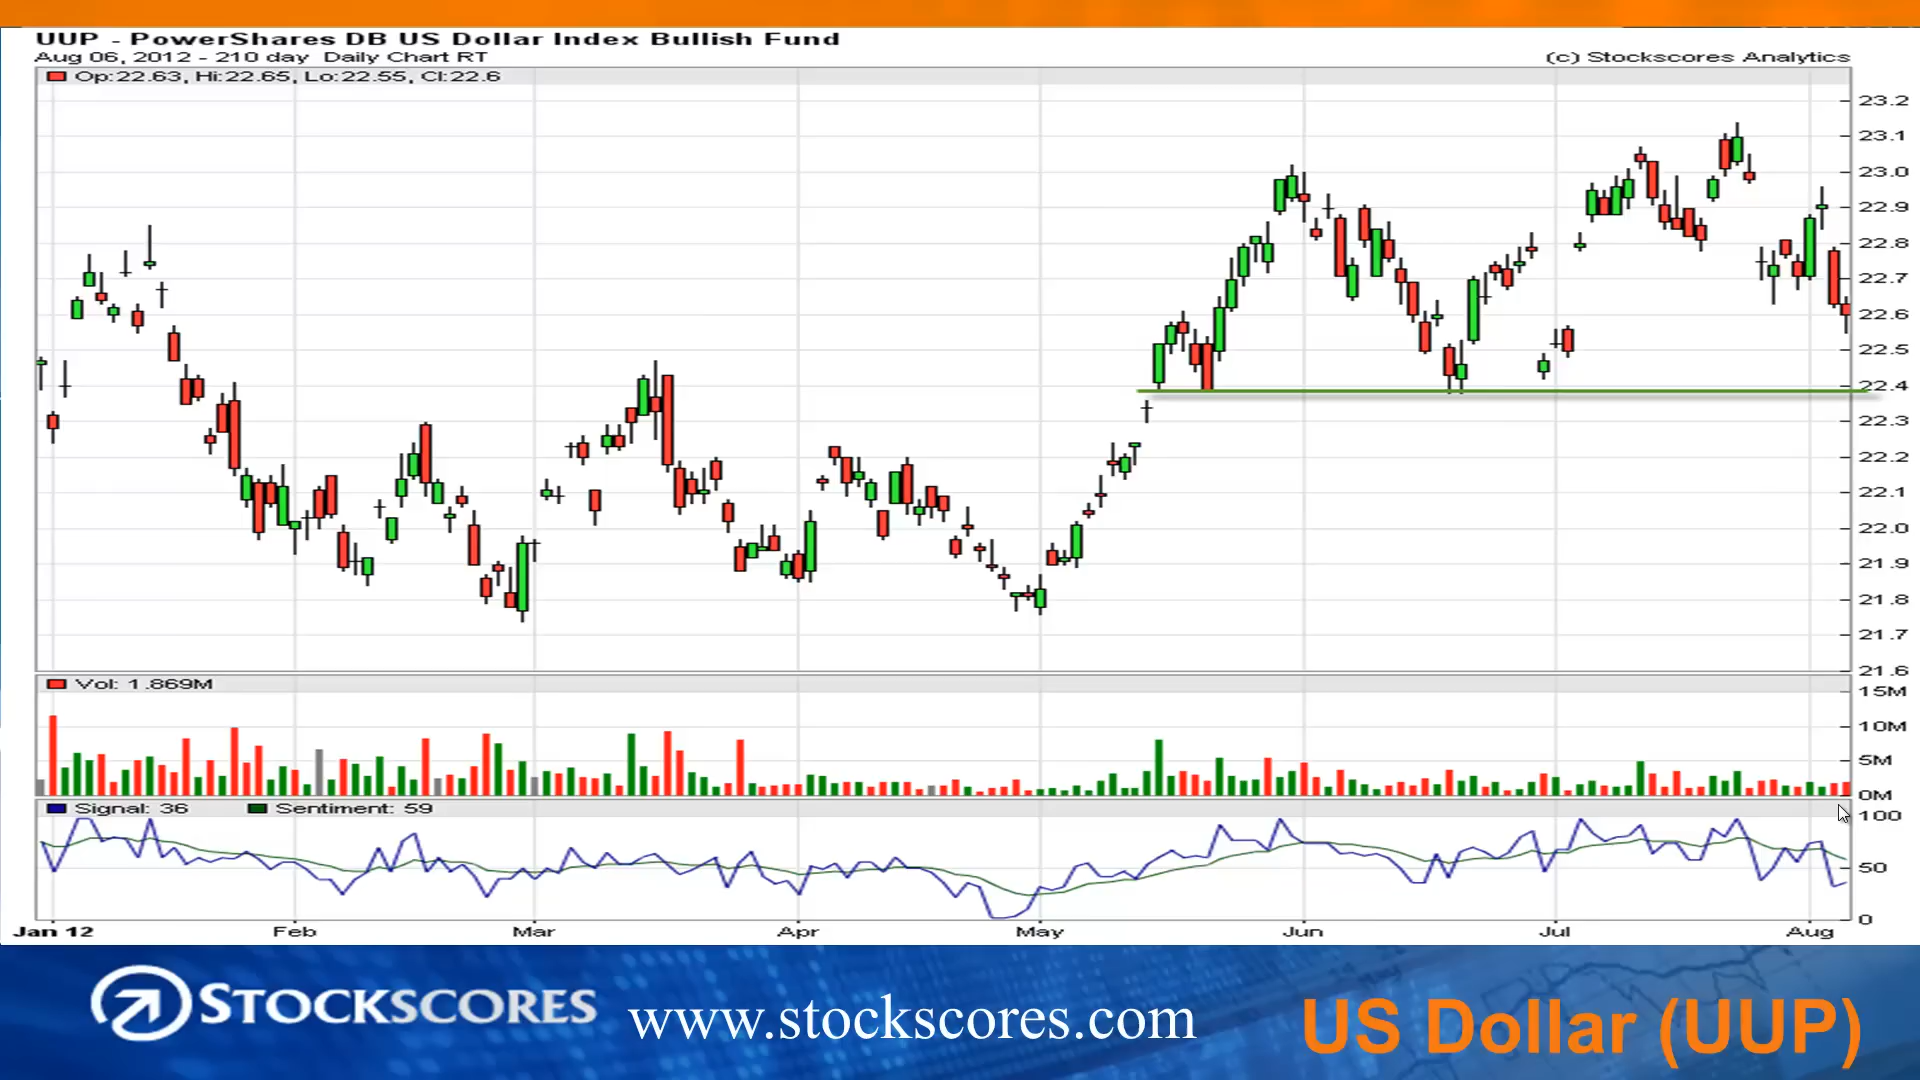 UUP - PowerShares DB US Dollar Index Bullish Fund
Aug 06, 2012 - 210 day Daily Chart RT
(c) Stockscores Analytics
Op:22.63, Hi:22.65, Lo:22.55, Cl:22.6
23.2
23.1
23.0
22.9
22.8
22.7
22.6
22.5
22.4
22.3
22.2
22.1
22.0
21.9
21.8
21.7
21.6
Vol: 1.869M
15M
10M
5M
0M
Signal: 36 Sentiment: 59
100
50
0
Jan 12 Feb Mar Apr May Jun Jul Aug
STOCKSCORES
www.stockscores.com
US Dollar (UUP)